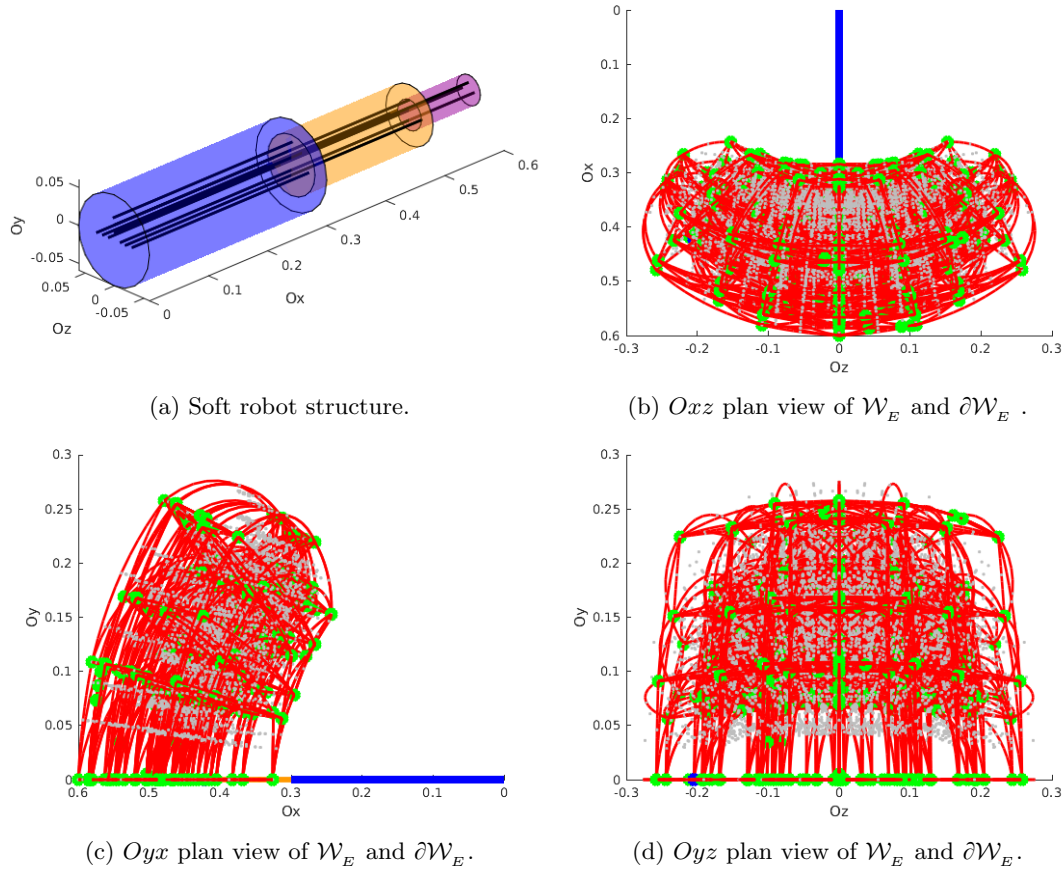 0.05
0
-0.05
Oy
0.05
0
-0.05
Oz
0
0.1
0.2
0.3
0.4
0.5
0.6
Ox
(a) Soft robot structure.
0
0.1
0.2
0.3
0.4
0.5
0.6
Ox
-0.3 -0.2 -0.1 0 0.1 0.2 0.3
Oz
(b) Oxz plan view of 𝒲_E and ∂𝒲_E .
0.3
0.25
0.2
0.15
0.1
0.05
0
Oy
0.6 0.5 0.4 0.3 0.2 0.1 0
Ox
(c) Oyx plan view of 𝒲_E and ∂𝒲_E.
0.3
0.25
0.2
0.15
0.1
0.05
0
Oy
-0.3 -0.2 -0.1 0 0.1 0.2 0.3
Oz
(d) Oyz plan view of 𝒲_E and ∂𝒲_E.